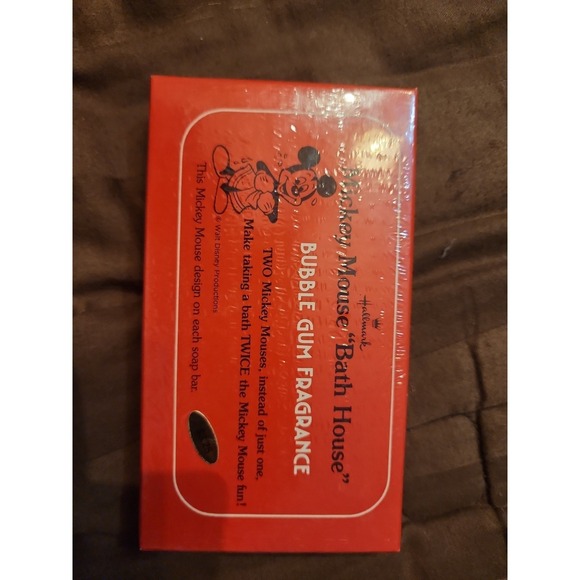 Hallmark
Mickey Mouse "Bath House"
BUBBLE GUM FRAGRANCE
TWO Mickey Mouses, instead of just one,
Make taking a bath TWICE the Mickey Mouse fun!
© Walt Disney Productions
This Mickey Mouse design on each soap bar.